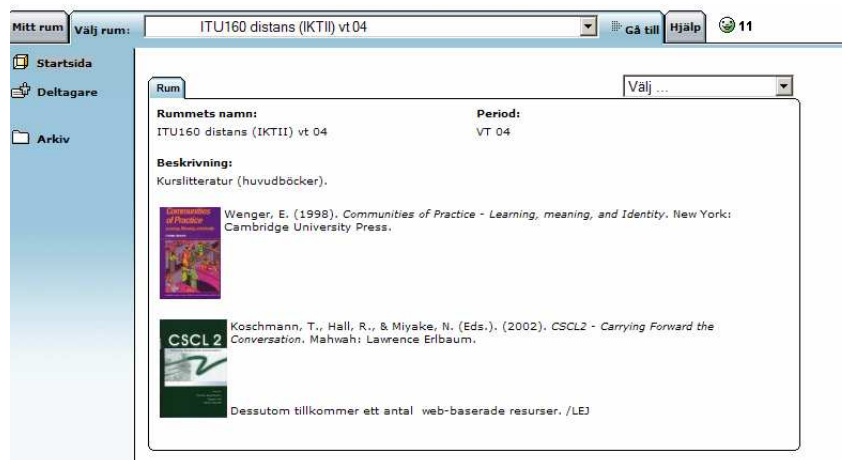 Mitt rum Välj rum: ITU160 distans (IKTII) vt 04 Gå till Hjälp 11
Startsida
Deltagare
Arkiv
Rum Välj ...
Rummets namn: Period:
ITU160 distans (IKTII) vt 04 VT 04
Beskrivning:
Kurslitteratur (huvudböcker).
Communities
of Practice
Wenger, E. (1998). Communities of Practice - Learning, meaning, and Identity. New York:
Cambridge University Press.
CSCL 2
Koschmann, T., Hall, R., & Miyake, N. (Eds.). (2002). CSCL2 - Carrying Forward the
Conversation. Mahwah: Lawrence Erlbaum.
Dessutom tillkommer ett antal web-baserade resurser. /LEJ